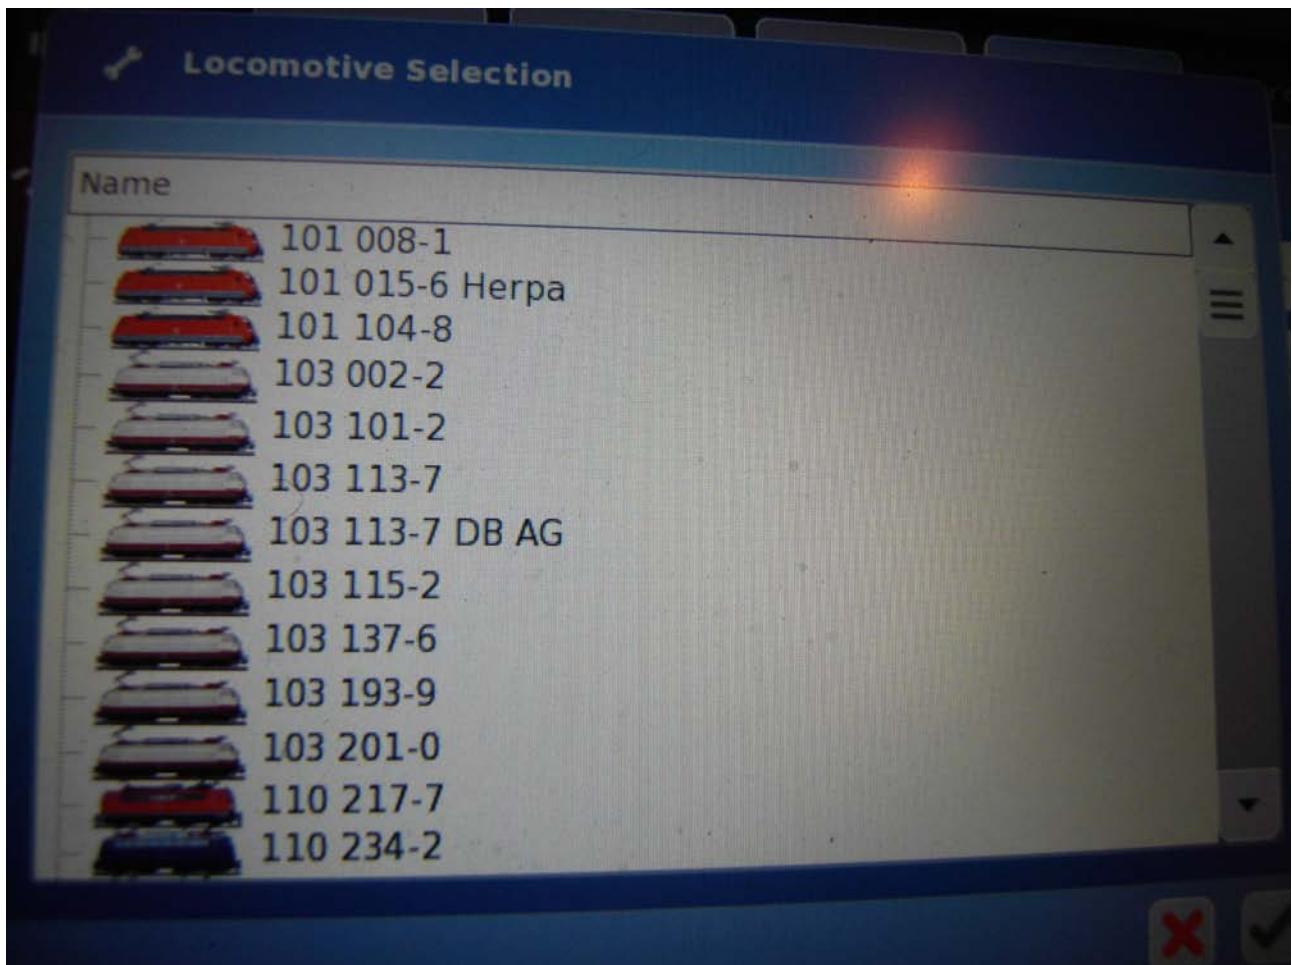 Locomotive Selection
Name
101 008-1
101 015-6 Herpa
101 104-8
103 002-2
103 101-2
103 113-7
103 113-7 DB AG
103 115-2
103 137-6
103 193-9
103 201-0
110 217-7
110 234-2